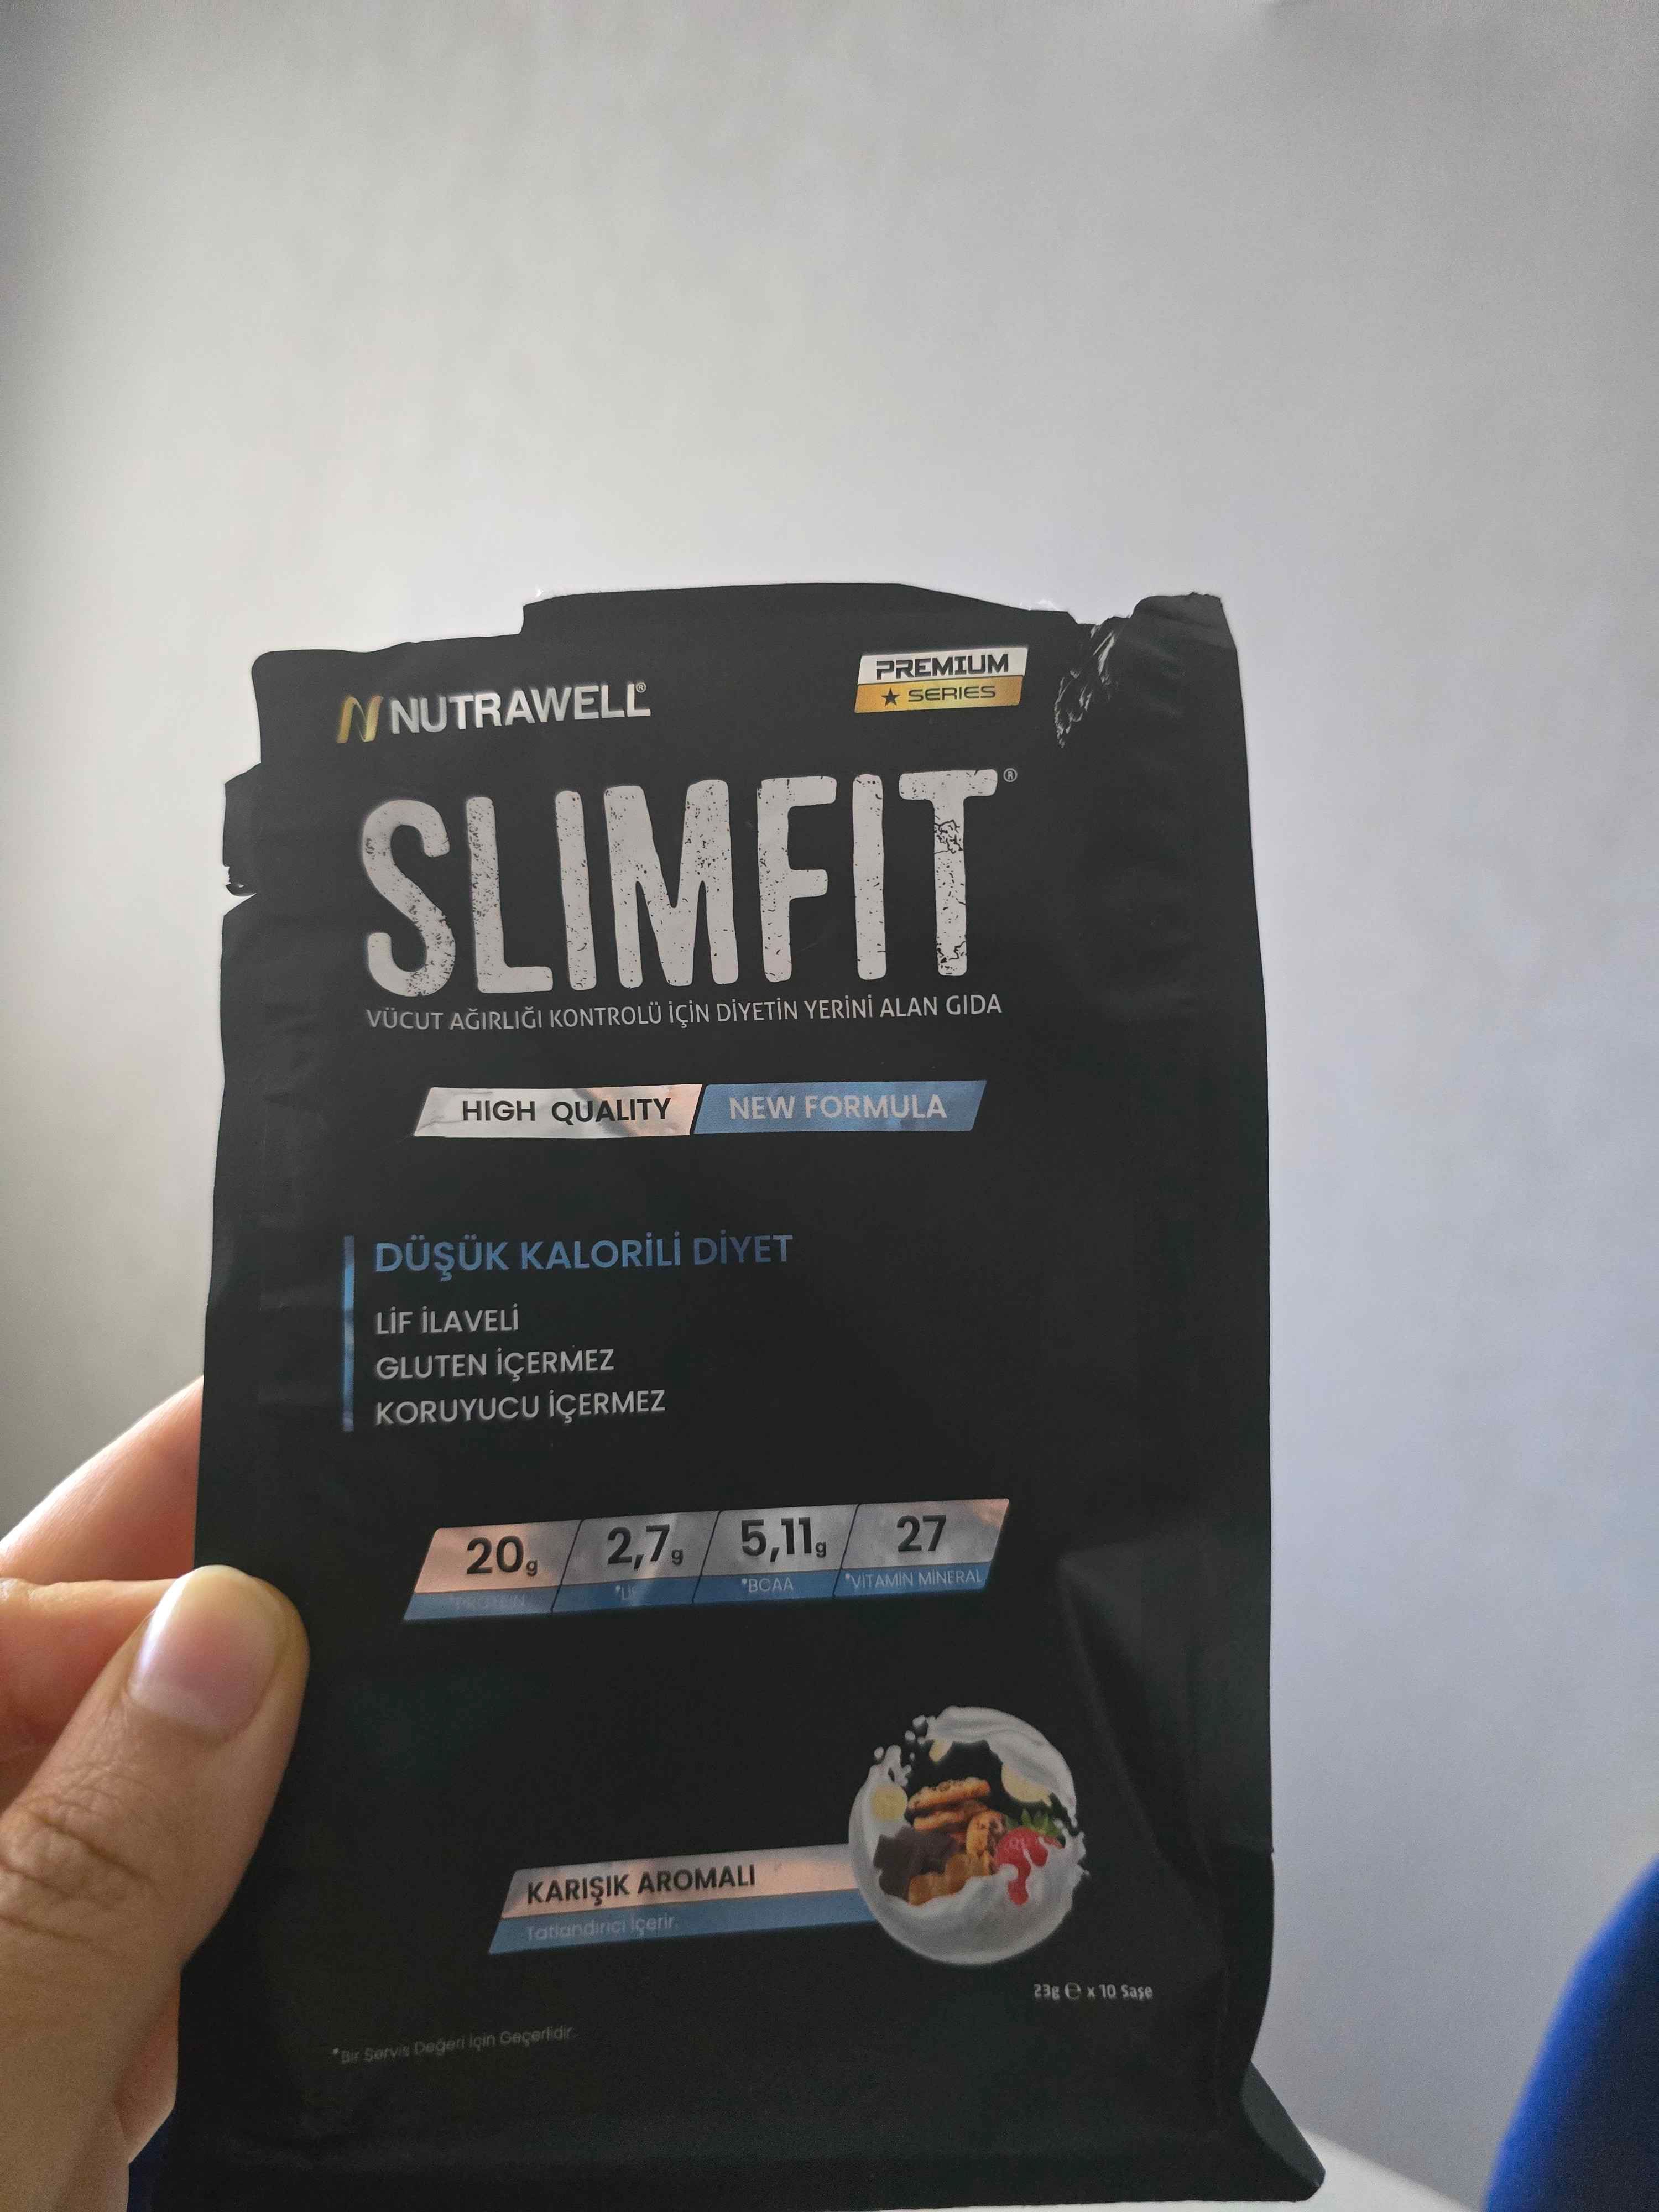 NUTRAWELL®
PREMIUM
★ SERIES
SLIMFIT®
VÜCUT AĞIRLIĞI KONTROLÜ İÇİN DİYETİN YERİNİ ALAN GIDA
HIGH QUALITY NEW FORMULA
DÜŞÜK KALORİLİ DİYET
LİF İLAVELİ
GLUTEN İÇERMEZ
KORUYUCU İÇERMEZ
20g 2,7g 5,11g 27
*PROTEİN *LİF *BCAA *VİTAMİN MİNERAL
KARIŞIK AROMALI
Tatlandırıcı İçerir.
23g ℮ x 10 Saşe
*Bir Servis Değeri İçin Geçerlidir.